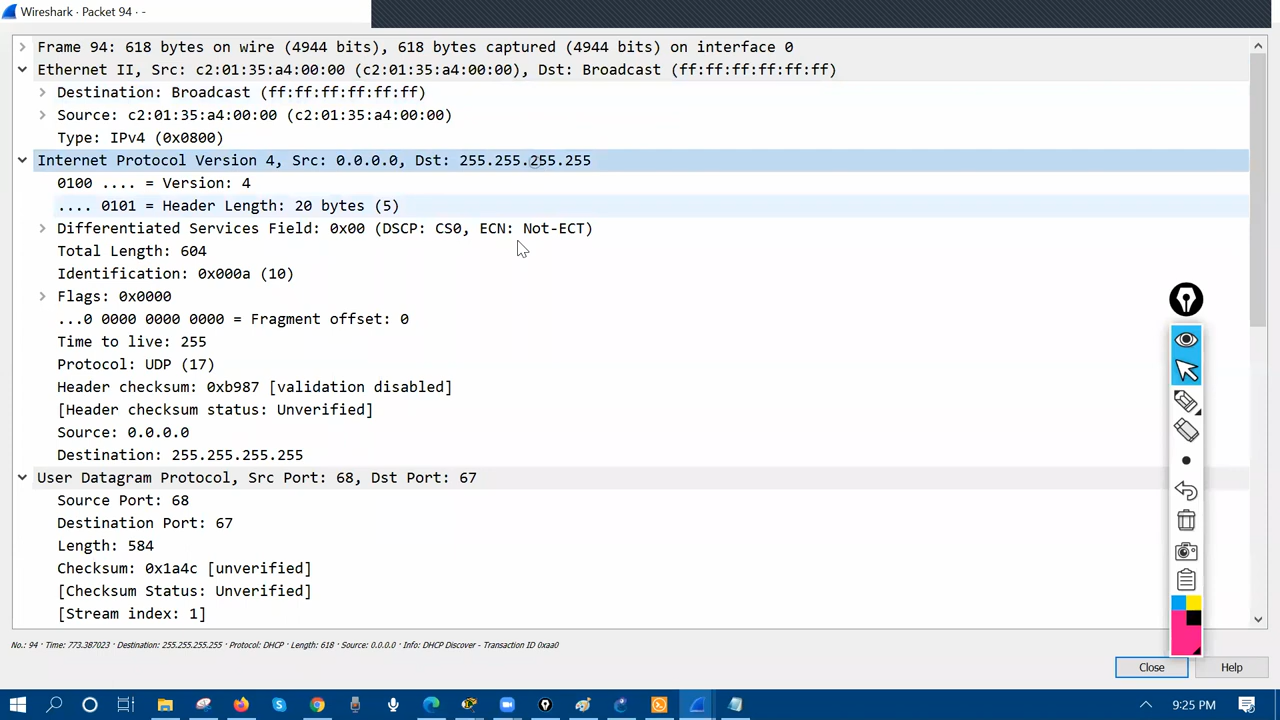 Wireshark · Packet 94 · -
Frame 94: 618 bytes on wire (4944 bits), 618 bytes captured (4944 bits) on interface 0
Ethernet II, Src: c2:01:35:a4:00:00 (c2:01:35:a4:00:00), Dst: Broadcast (ff:ff:ff:ff:ff:ff)
Destination: Broadcast (ff:ff:ff:ff:ff:ff)
Source: c2:01:35:a4:00:00 (c2:01:35:a4:00:00)
Type: IPv4 (0x0800)
Internet Protocol Version 4, Src: 0.0.0.0, Dst: 255.255.255.255
0100 .... = Version: 4
.... 0101 = Header Length: 20 bytes (5)
Differentiated Services Field: 0x00 (DSCP: CS0, ECN: Not-ECT)
Total Length: 604
Identification: 0x000a (10)
Flags: 0x0000
...0 0000 0000 0000 = Fragment offset: 0
Time to live: 255
Protocol: UDP (17)
Header checksum: 0xb987 [validation disabled]
[Header checksum status: Unverified]
Source: 0.0.0.0
Destination: 255.255.255.255
User Datagram Protocol, Src Port: 68, Dst Port: 67
Source Port: 68
Destination Port: 67
Length: 584
Checksum: 0x1a4c [unverified]
[Checksum Status: Unverified]
[Stream index: 1]
No.: 94 · Time: 773.387023 · Destination: 255.255.255.255 · Protocol: DHCP · Length: 618 · Source: 0.0.0.0 · Info: DHCP Discover - Transaction ID 0xaa0
Close Help
9:25 PM